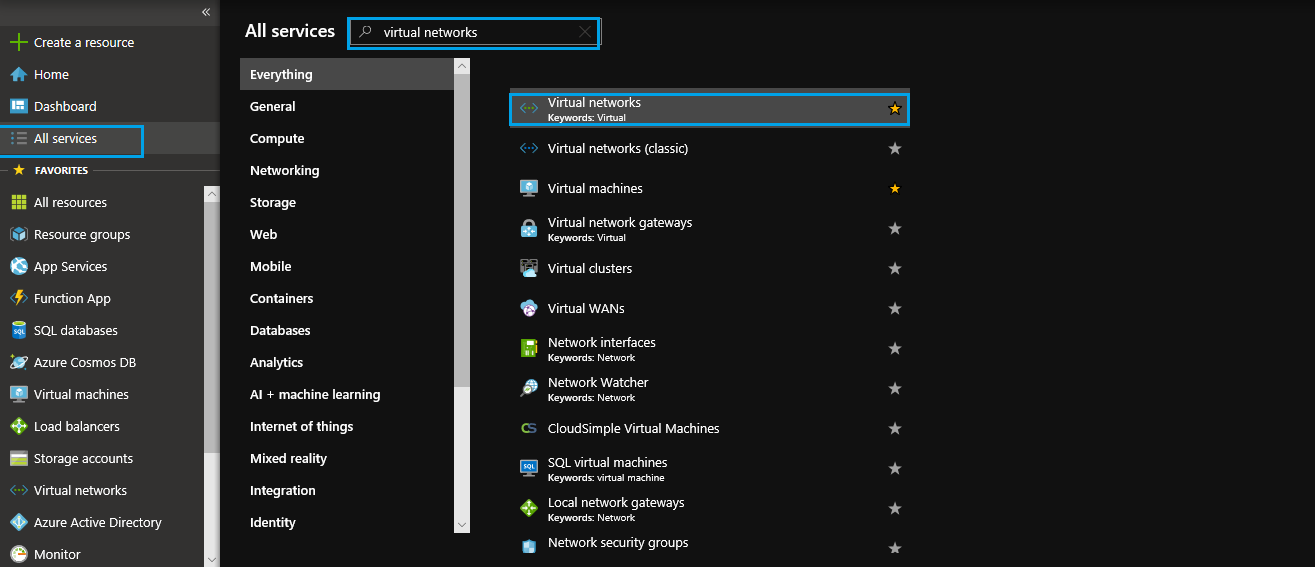 «
Create a resource
Home
Dashboard
All services
FAVORITES
All resources
Resource groups
App Services
Function App
SQL databases
Azure Cosmos DB
Virtual machines
Load balancers
Storage accounts
Virtual networks
Azure Active Directory
Monitor
All services
virtual networks
Everything
General
Compute
Networking
Storage
Web
Mobile
Containers
Databases
Analytics
AI + machine learning
Internet of things
Mixed reality
Integration
Identity
Virtual networks
Keywords: Virtual
Virtual networks (classic)
Virtual machines
Virtual network gateways
Keywords: Virtual
Virtual clusters
Virtual WANs
Network interfaces
Keywords: Network
Network Watcher
Keywords: Network
CS CloudSimple Virtual Machines
SQL SQL virtual machines
Keywords: virtual machine
Local network gateways
Keywords: Network
Network security groups